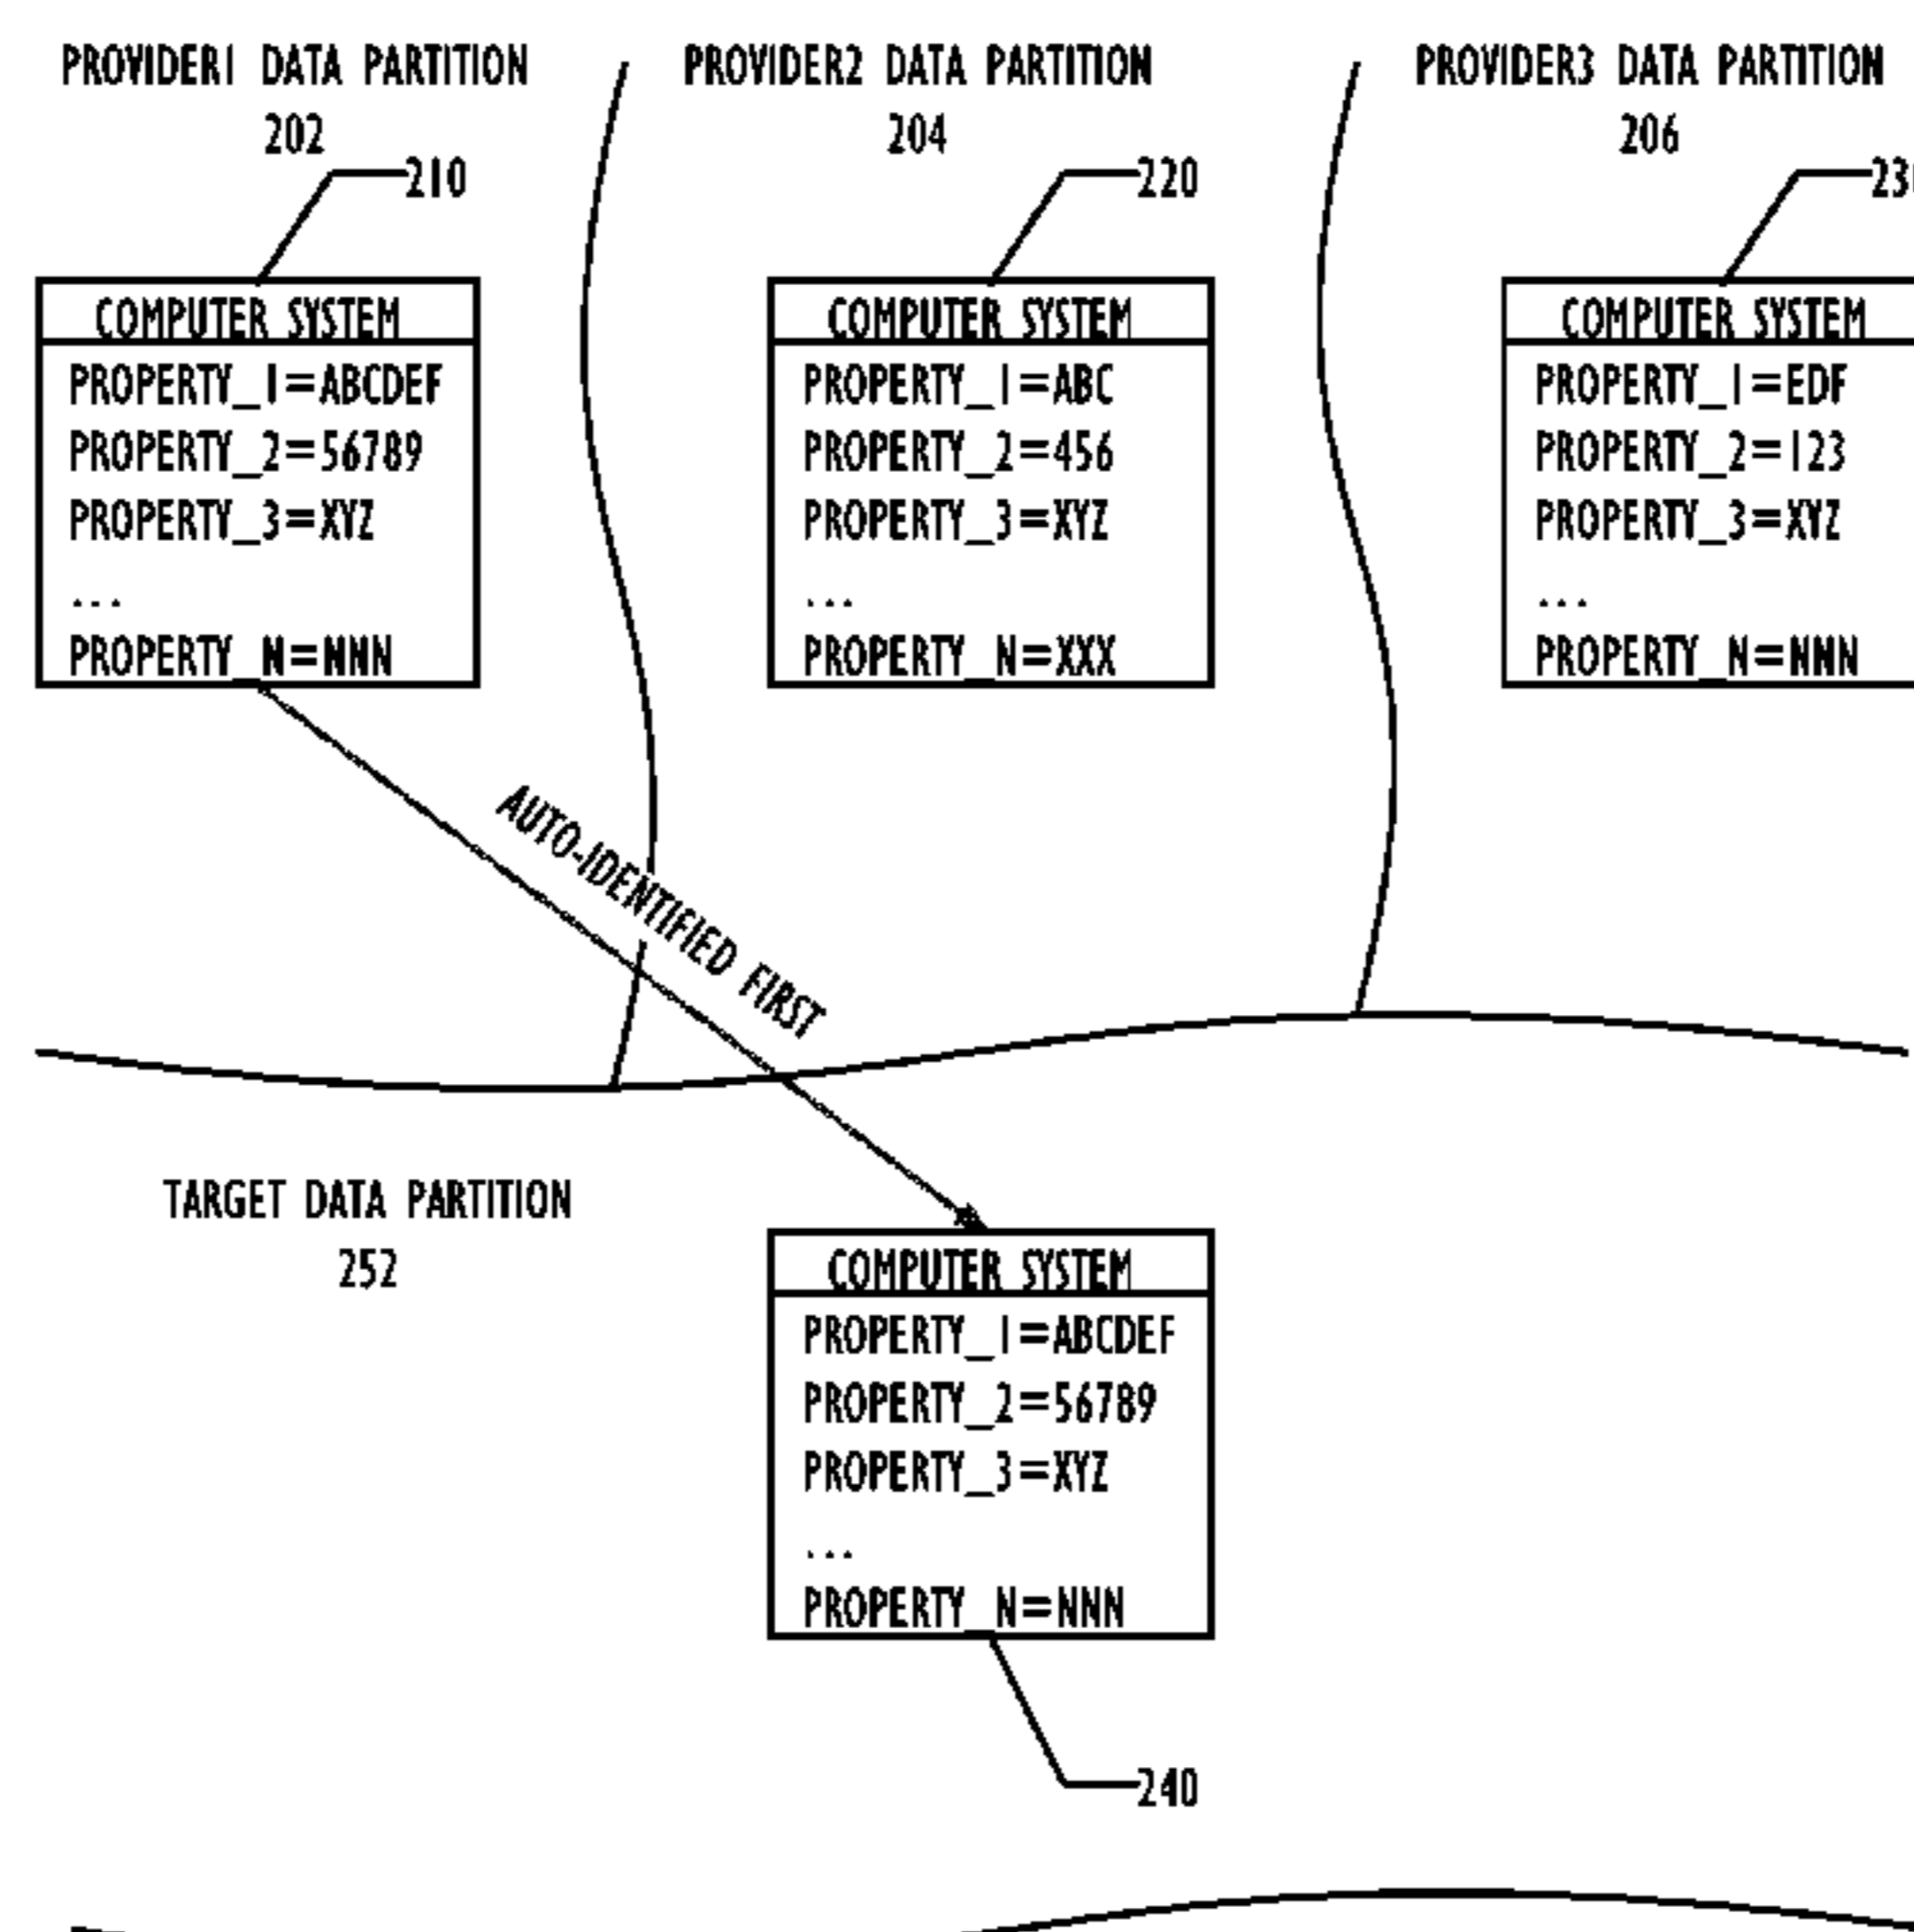 PROVIDER1 DATA PARTITION
202
210
COMPUTER SYSTEM
PROPERTY_1=ABCDEF
PROPERTY_2=56789
PROPERTY_3=XYZ
...
PROPERTY_N=NNN
PROVIDER2 DATA PARTITION
204
220
COMPUTER SYSTEM
PROPERTY_1=ABC
PROPERTY_2=456
PROPERTY_3=XYZ
...
PROPERTY_N=XXX
PROVIDER3 DATA PARTITION
206
COMPUTER SYSTEM
PROPERTY_1=EDF
PROPERTY_2=123
PROPERTY_3=XYZ
...
PROPERTY_N=NNN
AUTO-IDENTIFIED FIRST
TARGET DATA PARTITION
252
COMPUTER SYSTEM
PROPERTY_1=ABCDEF
PROPERTY_2=56789
PROPERTY_3=XYZ
...
PROPERTY_N=NNN
240